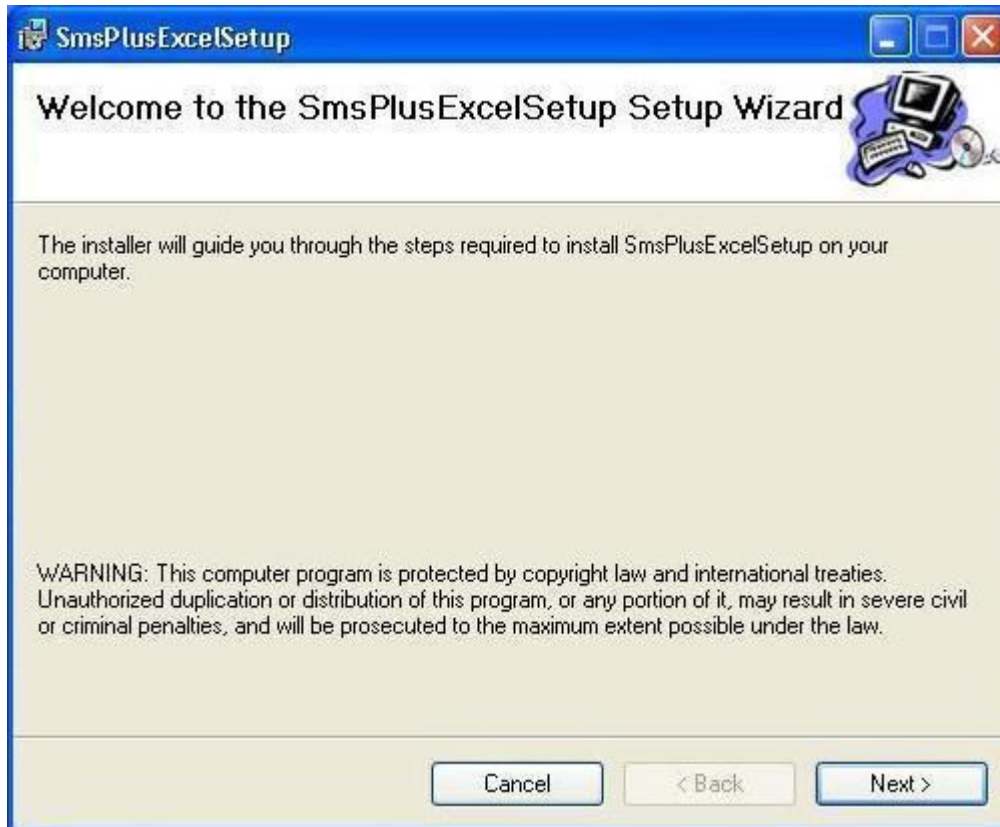 SmsPlusExcelSetup
Welcome to the SmsPlusExcelSetup Setup Wizard
The installer will guide you through the steps required to install SmsPlusExcelSetup on your
computer.
WARNING: This computer program is protected by copyright law and international treaties.
Unauthorized duplication or distribution of this program, or any portion of it, may result in severe civil
or criminal penalties, and will be prosecuted to the maximum extent possible under the law.
Cancel
< Back
Next >